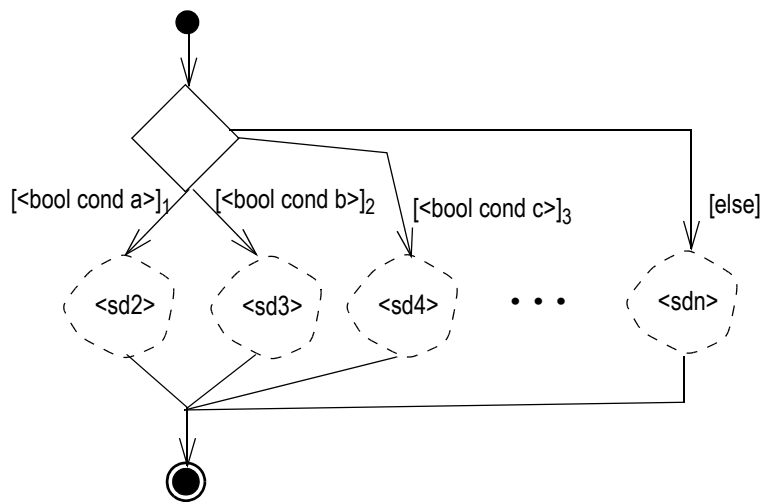 [<bool cond a>]1
[<bool cond b>]2
[<bool cond c>]3
[else]
<sd2>
<sd3>
<sd4>
• • •
<sdn>